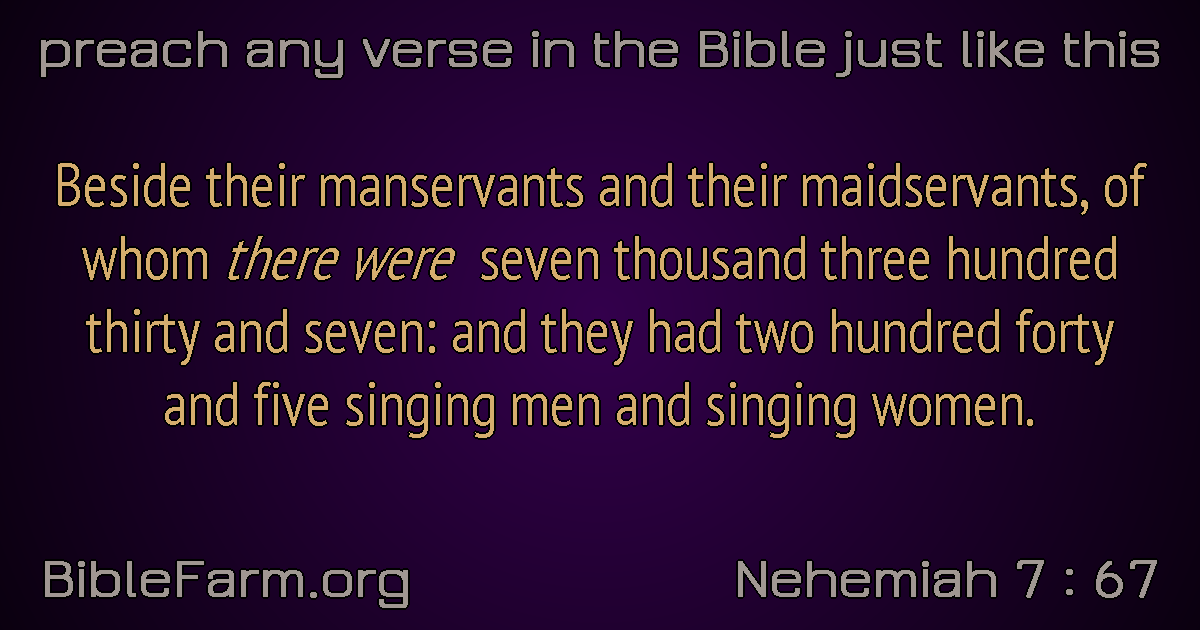 preach any verse in the Bible just like this
Beside their manservants and their maidservants, of
whom there were seven thousand three hundred
thirty and seven: and they had two hundred forty
and five singing men and singing women.
BibleFarm.org
Nehemiah 7 : 67